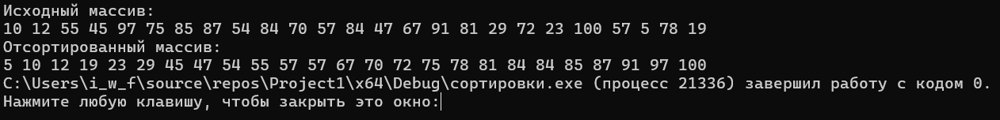 Исходный массив:
10 12 55 45 97 75 85 87 54 84 70 57 84 47 67 91 81 29 72 23 100 57 5 78 19
Отсортированный массив:
5 10 12 19 23 29 45 47 54 55 57 57 67 70 72 75 78 81 84 84 85 87 91 97 100
C:\Users\i_w_f\source\repos\Project1\x64\Debug\сортировки.exe (процесс 21336) завершил работу с кодом 0.
Нажмите любую клавишу, чтобы закрыть это окно: